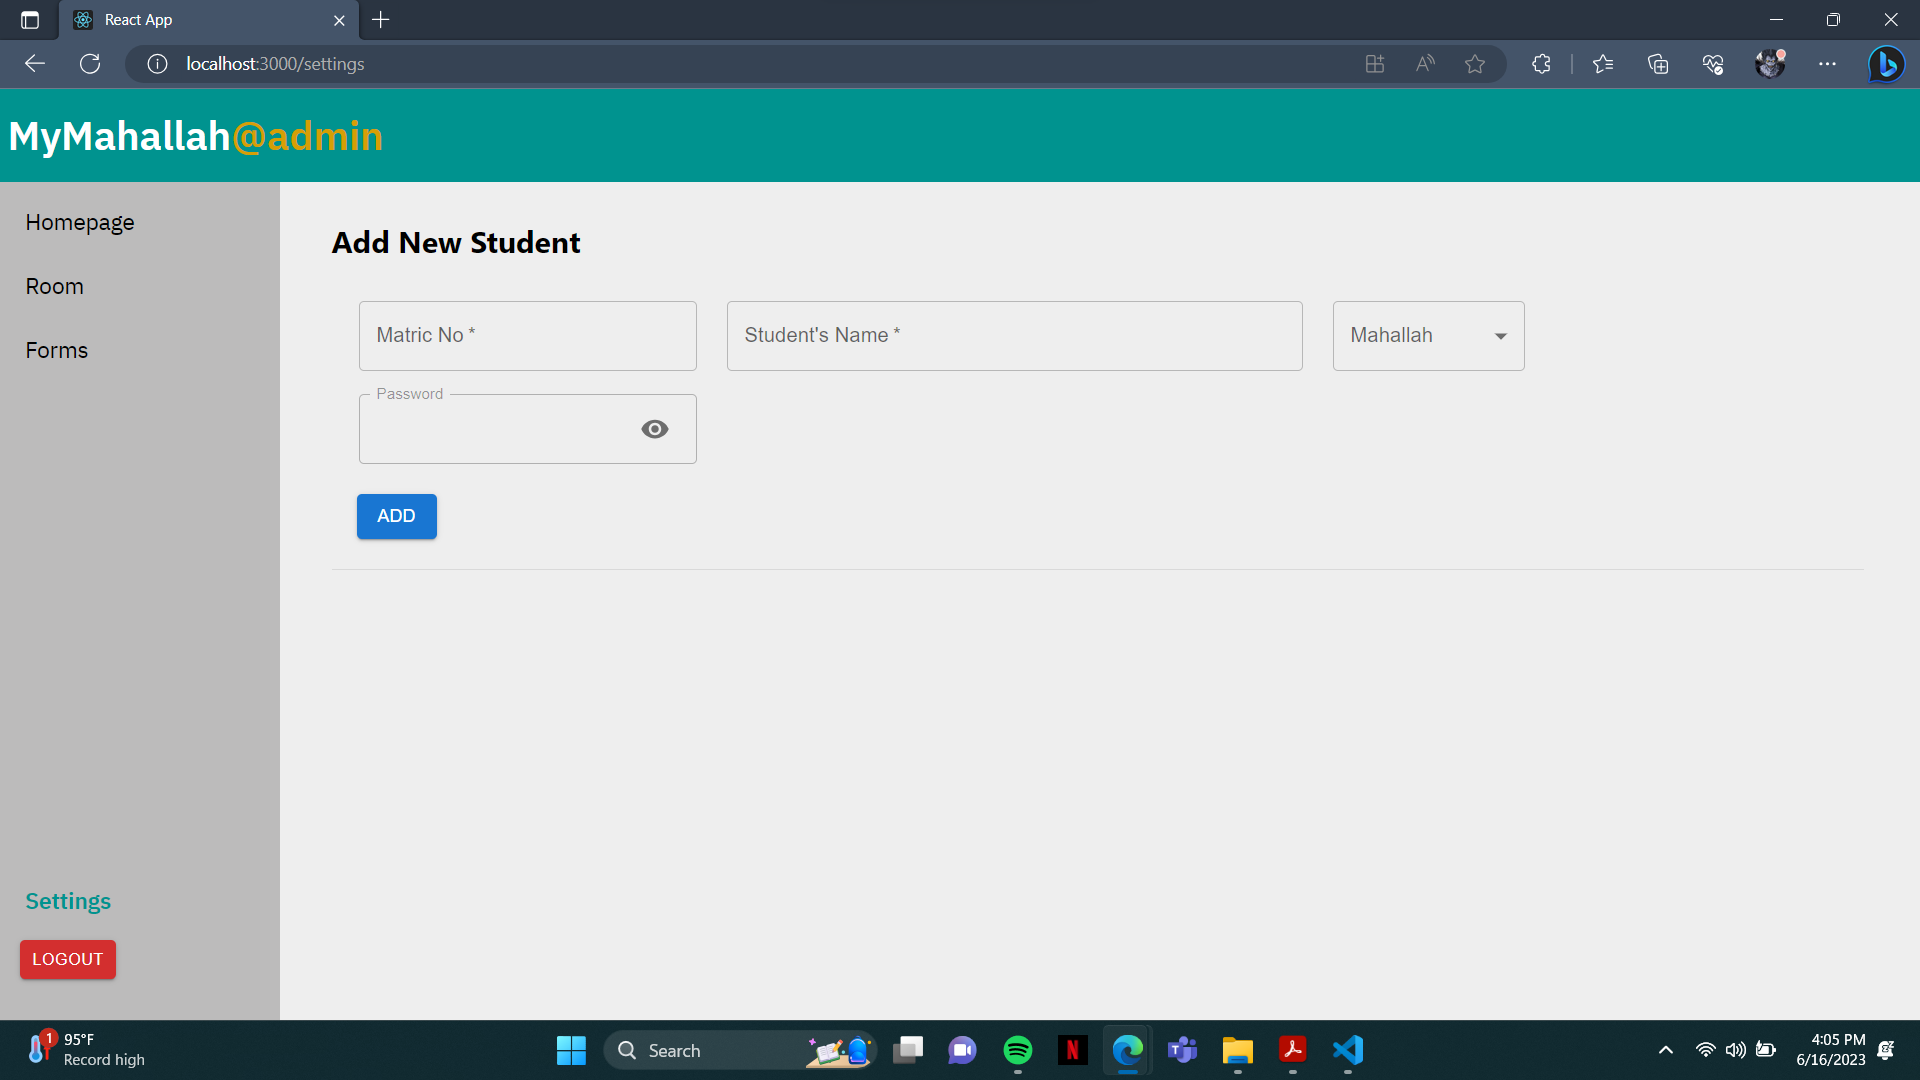 React App
localhost:3000/settings
MyMahallah@admin
Homepage
Room
Forms
Add New Student
Matric No *
Student's Name *
Mahallah
Password
ADD
Settings
LOGOUT
1
95°F
Record high
Search
4:05 PM
6/16/2023